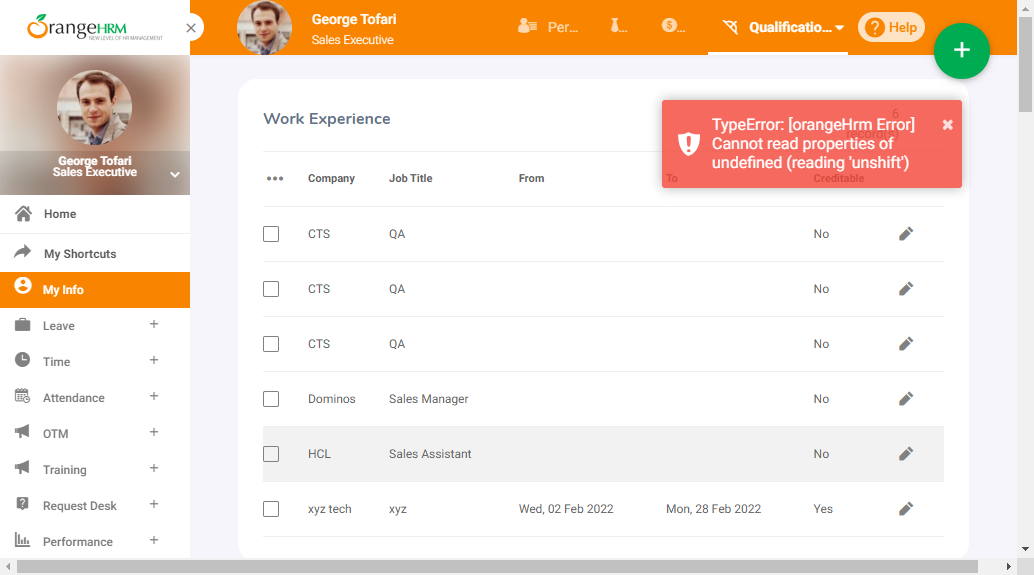 OrangeHRM
NEW LEVEL OF HR MANAGEMENT
George Tofari
Sales Executive
Per...
...
$...
Qualificatio...
? Help
+
George Tofari
Sales Executive
Home
My Shortcuts
My Info
Leave +
Time +
Attendance +
OTM +
Training +
Request Desk +
Performance +
Work Experience
6
record(s)
TypeError: [orangeHrm Error]
Cannot read properties of
undefined (reading 'unshift')
Company Job Title From To Creditable
CTS QA No
CTS QA No
CTS QA No
Dominos Sales Manager No
HCL Sales Assistant No
xyz tech xyz Wed, 02 Feb 2022 Mon, 28 Feb 2022 Yes